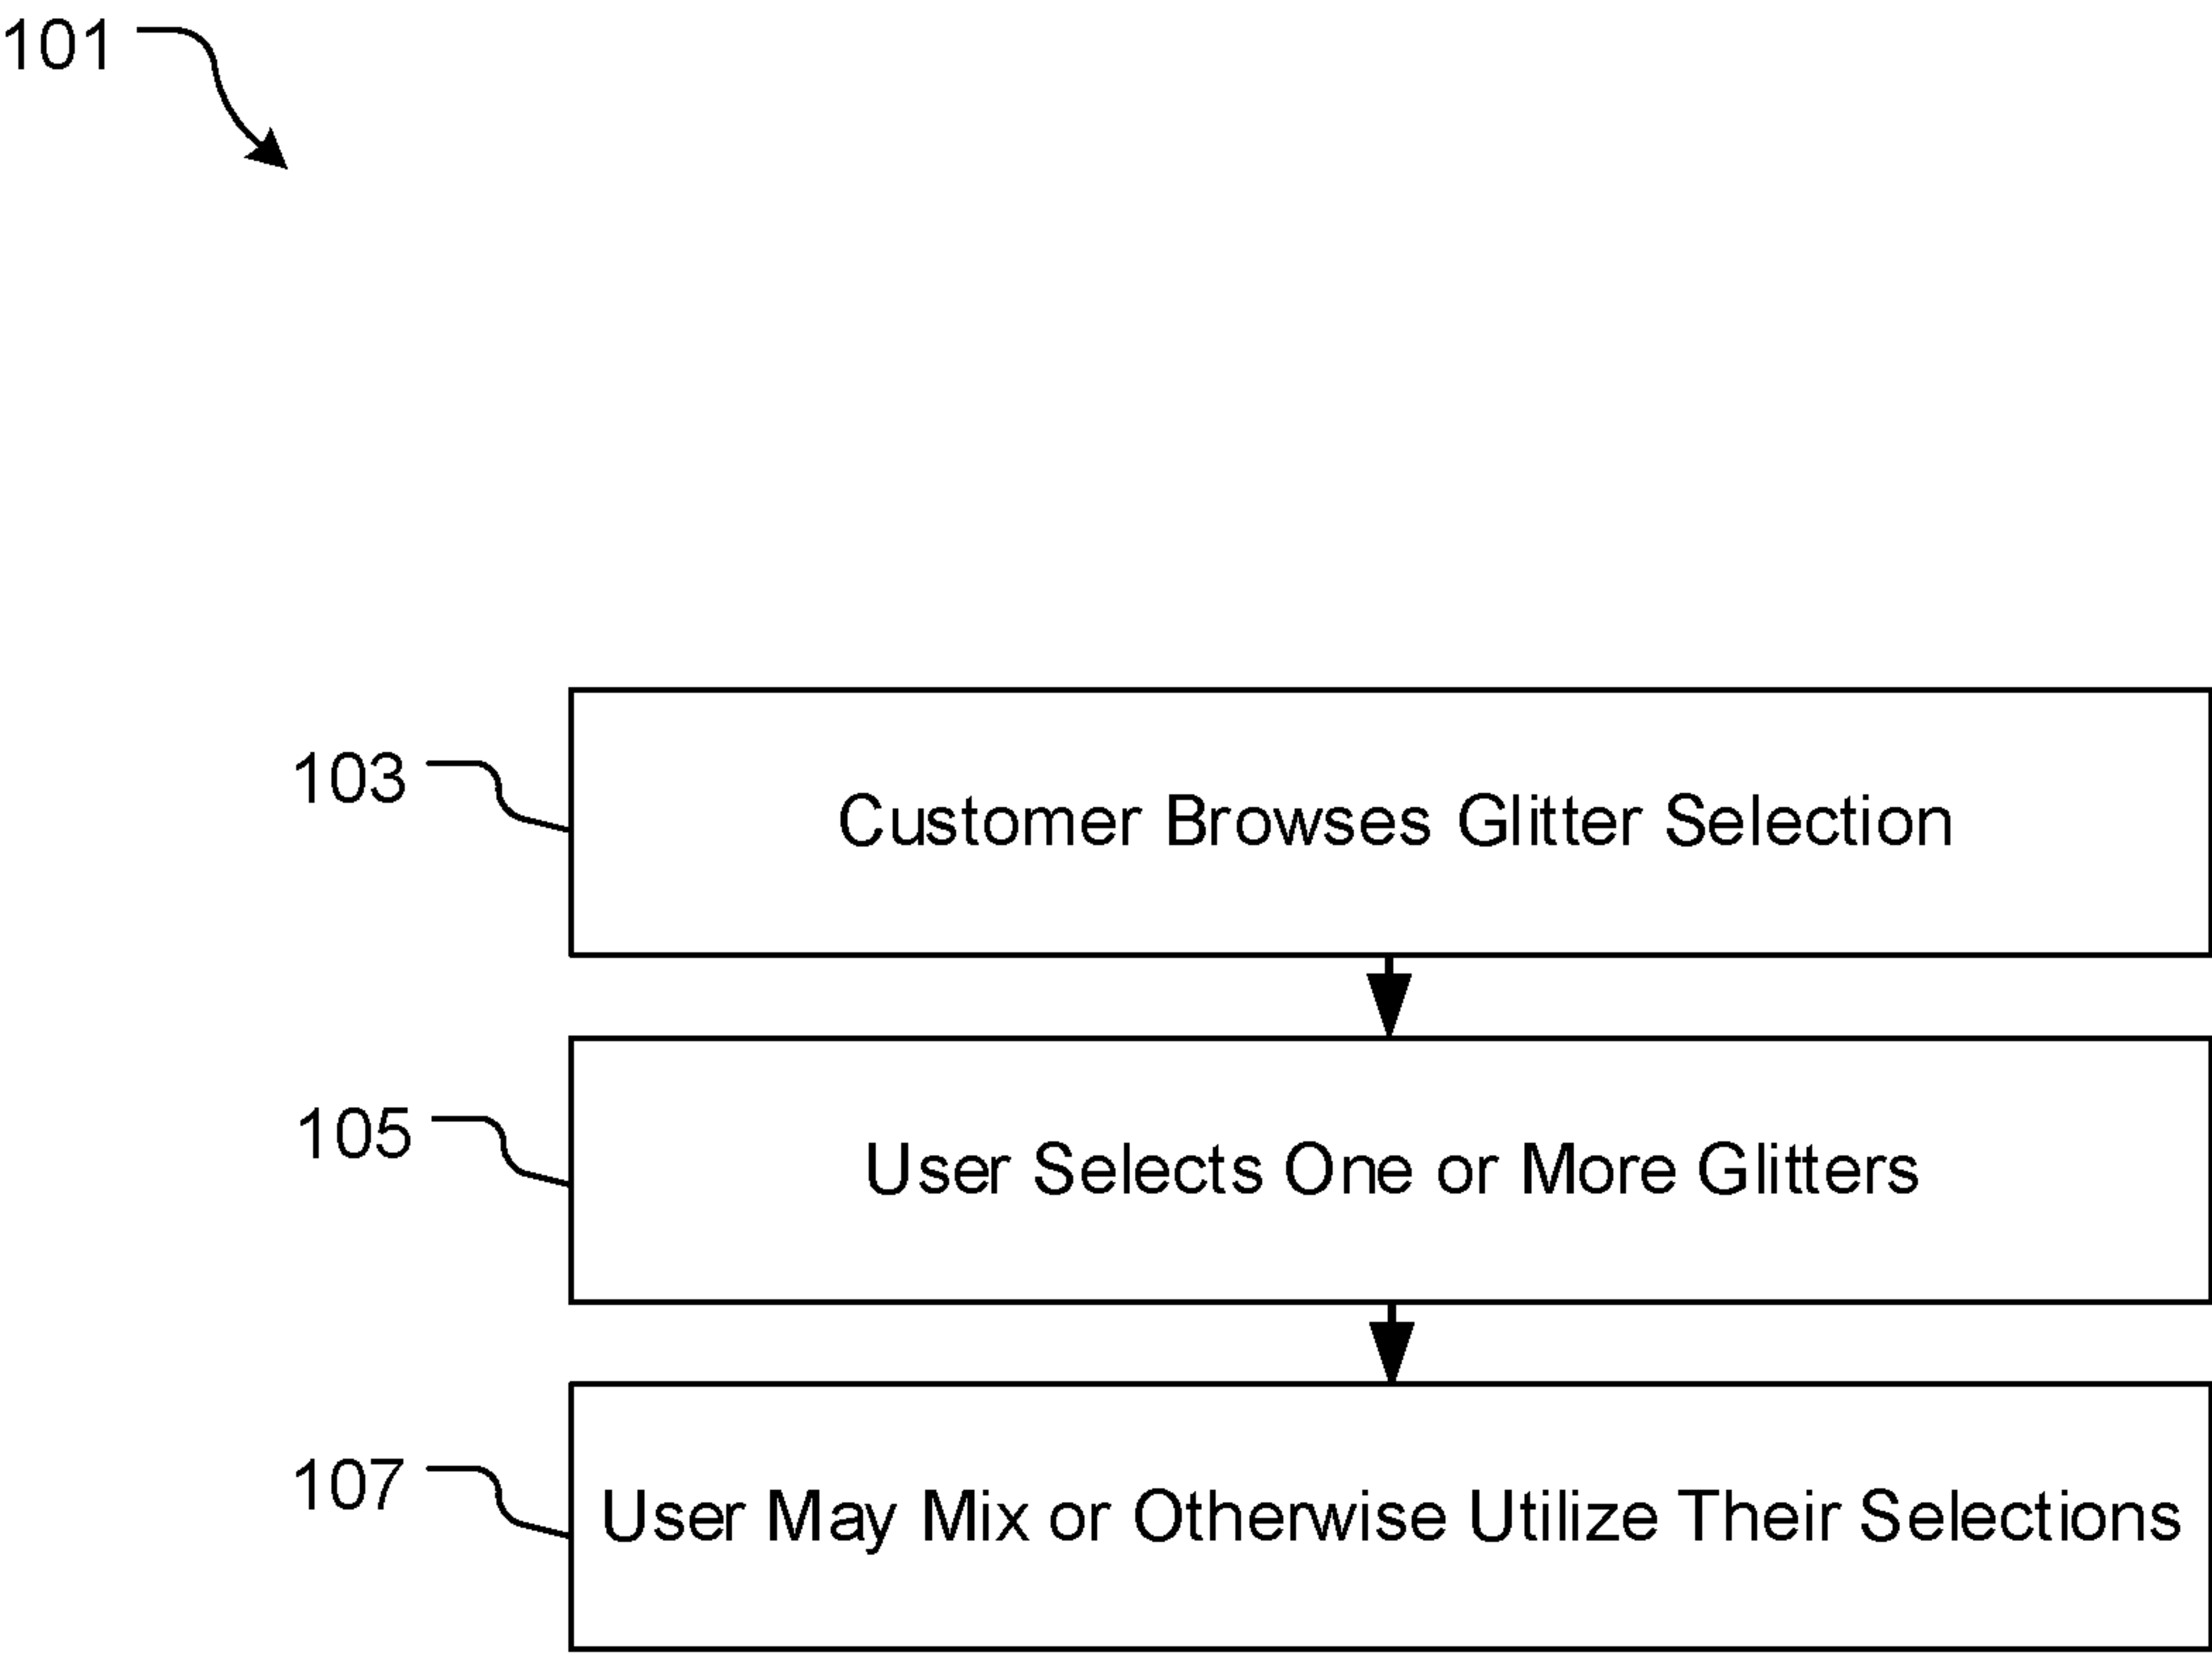 101
103
Customer Browses Glitter Selection
105
User Selects One or More Glitters
107
User May Mix or Otherwise Utilize Their Selections